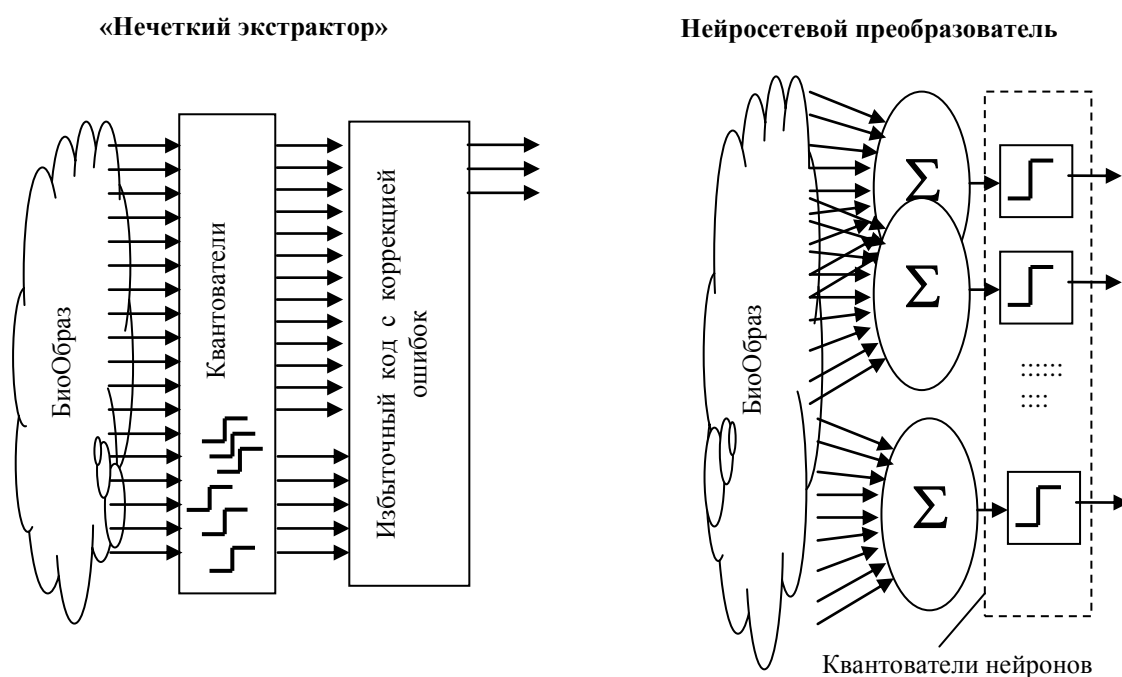 «Нечеткий экстрактор»
Нейросетевой преобразователь
БиоОбраз
Квантователи
Избыточный код с коррекцией
ошибок
БиоОбраз
Σ
Σ
Σ
::::::
::::
Квантователи нейронов